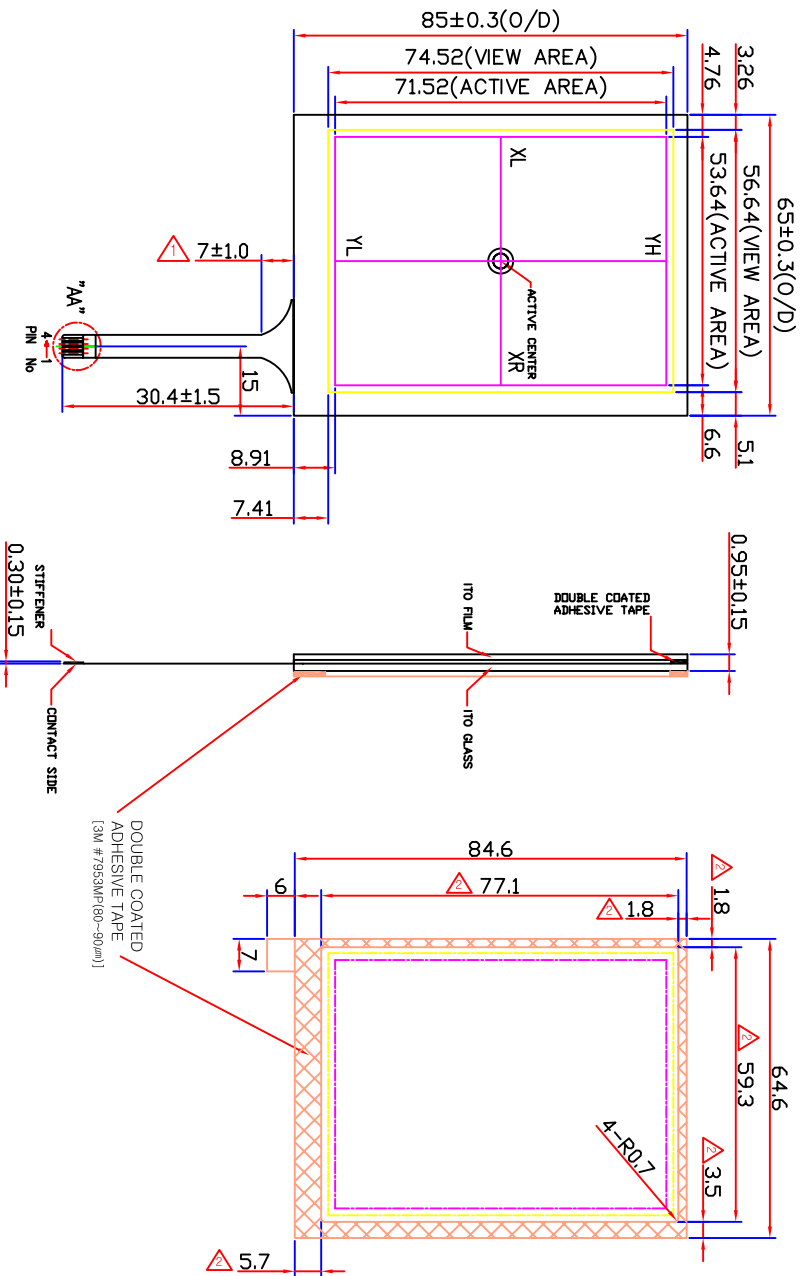 85±0.3(O/D)
74.52(VIEW AREA)
71.52(ACTIVE AREA)
4.76
3.26
65±0.3(O/D)
56.64(VIEW AREA)
53.64(ACTIVE AREA)
6.6
5.1
XL
YH
YL
XR
ACTIVE CENTER
1
7±1.0
"AA"
4 1
PIN No
15
30.4±1.5
8.91
7.41
0.95±0.15
DOUBLE COATED
ADHESIVE TAPE
ITO FILM
ITO GLASS
STIFFENER
CONTACT SIDE
0.30±0.15
DOUBLE COATED
ADHESIVE TAPE
[3M #7953MP(80~90㎛)]
84.6
2 77.1
2 1.8
2 1.8
6
7
64.6
2 59.3
2 3.5
4-R0.7
2 5.7